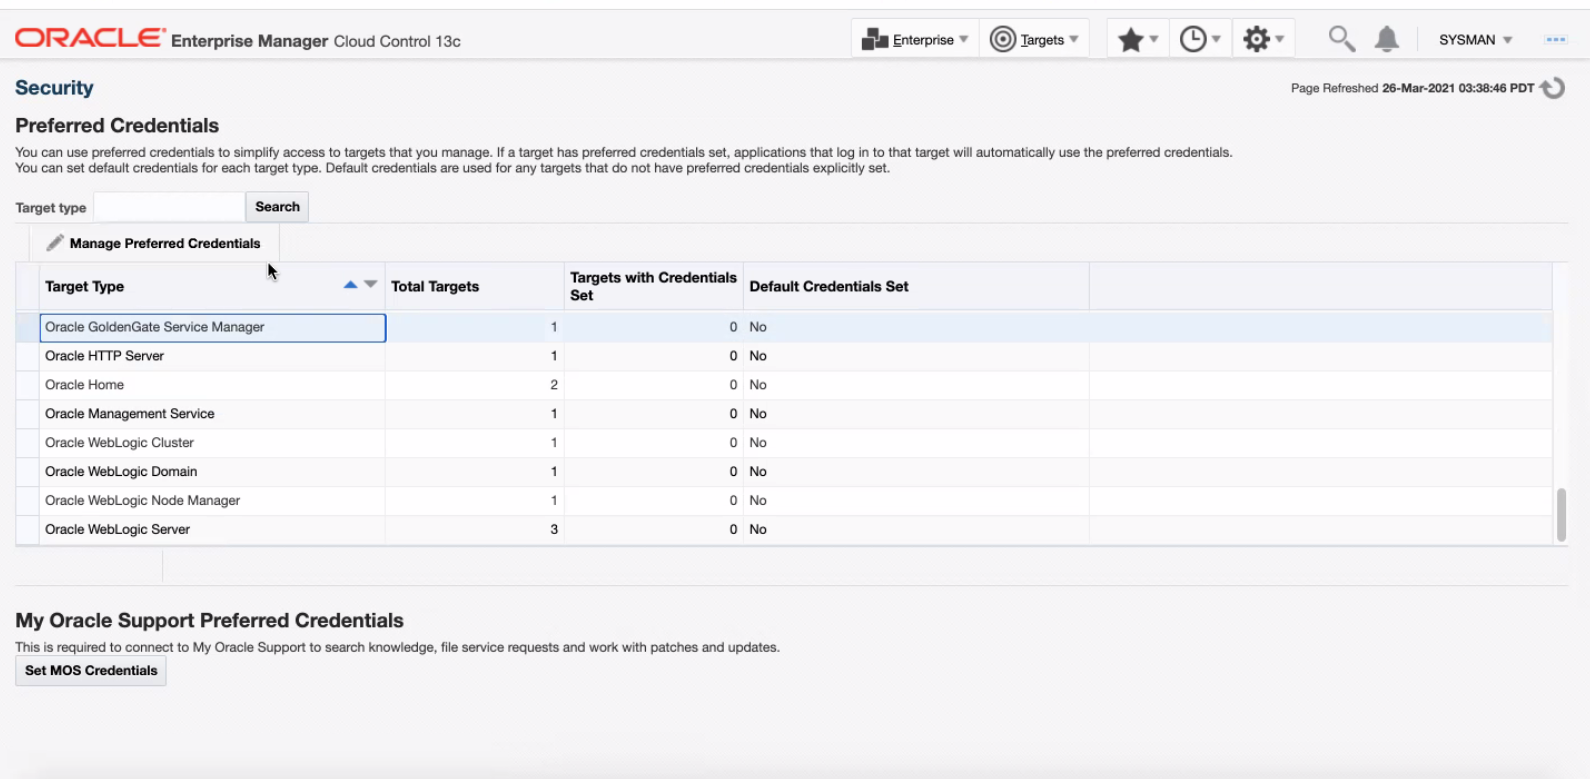 ORACLE® Enterprise Manager Cloud Control 13c
Enterprise
Targets
SYSMAN
Security
Page Refreshed 26-Mar-2021 03:38:46 PDT
Preferred Credentials
You can use preferred credentials to simplify access to targets that you manage. If a target has preferred credentials set, applications that log in to that target will automatically use the preferred credentials.
You can set default credentials for each target type. Default credentials are used for any targets that do not have preferred credentials explicitly set.
Target type
Search
Manage Preferred Credentials
Target Type Total Targets Targets with Credentials Set Default Credentials Set
Oracle GoldenGate Service Manager 1 0 No
Oracle HTTP Server 1 0 No
Oracle Home 2 0 No
Oracle Management Service 1 0 No
Oracle WebLogic Cluster 1 0 No
Oracle WebLogic Domain 1 0 No
Oracle WebLogic Node Manager 1 0 No
Oracle WebLogic Server 3 0 No
My Oracle Support Preferred Credentials
This is required to connect to My Oracle Support to search knowledge, file service requests and work with patches and updates.
Set MOS Credentials